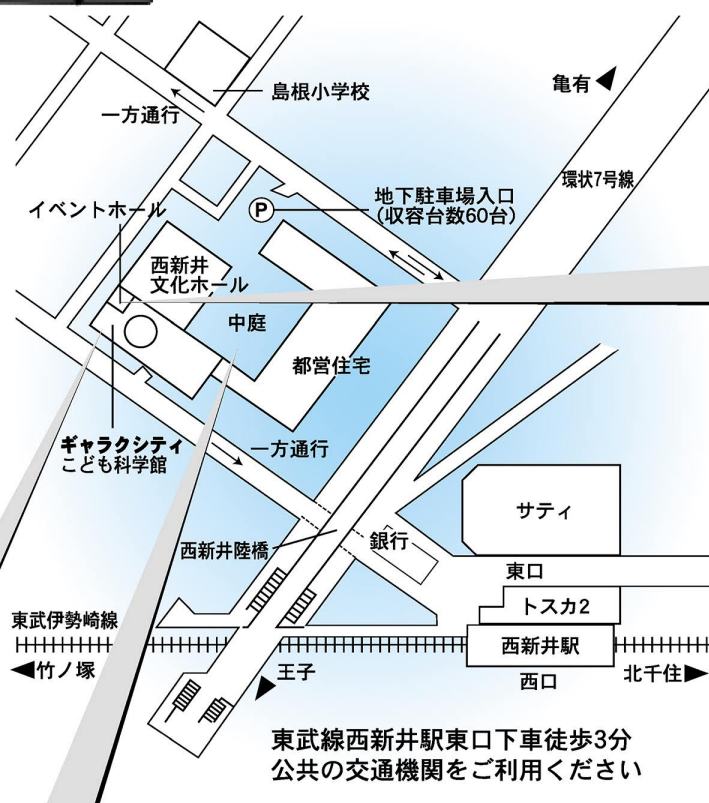 島根小学校
一方通行
亀有
環状7号線
地下駐車場入口
(収容台数60台)
P
イベントホール
西新井
文化ホール
中庭
都営住宅
ギャラクシティ
こども科学館
一方通行
サティ
銀行
西新井陸橋
東口
トスカ2
東武伊勢崎線
西新井駅
竹ノ塚
王子
西口
北千住
東武線西新井駅東口下車徒歩3分
公共の交通機関をご利用ください